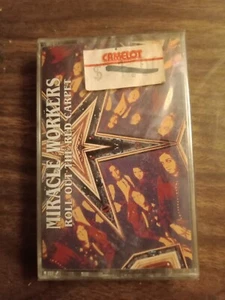 CAMELOT
MIRACLE WORKERS
ROLL OUT THE RED CARPET